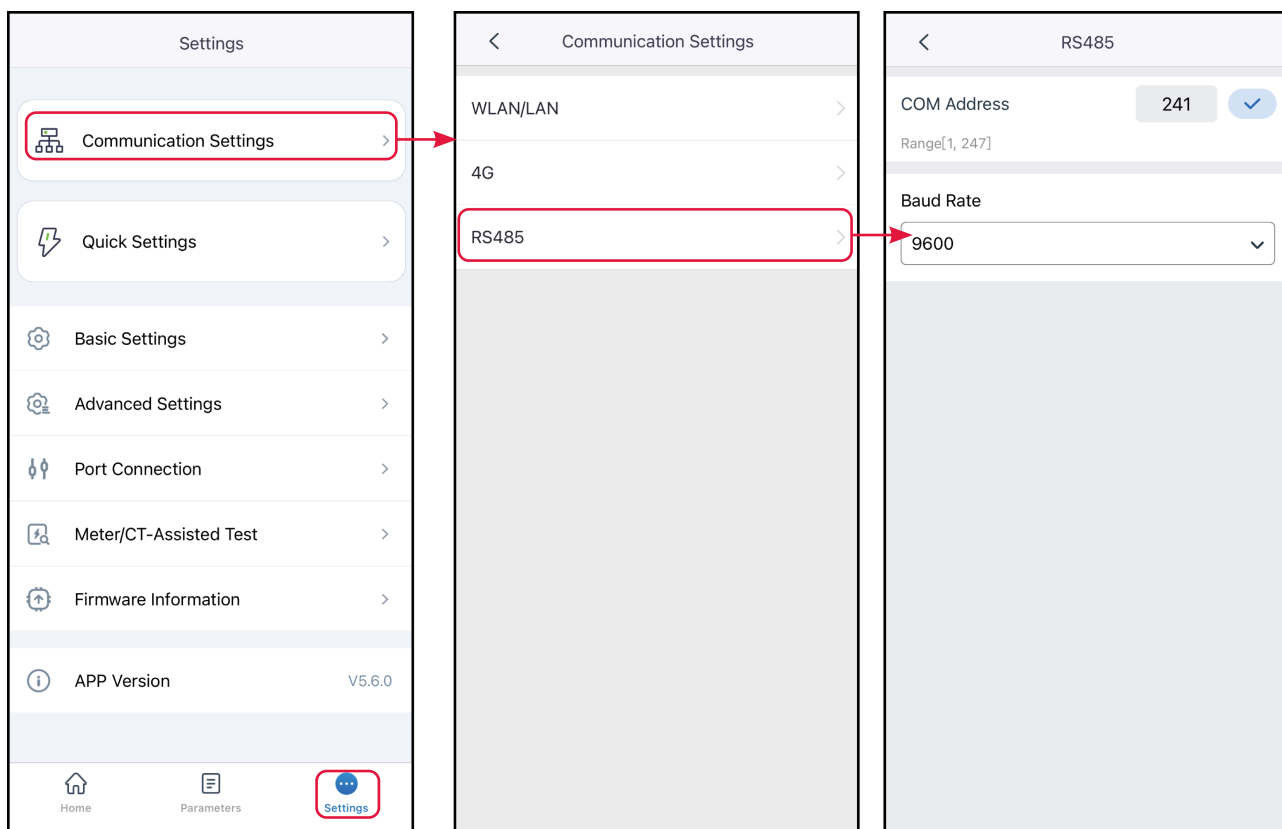 Settings
Communication Settings
Quick Settings
Basic Settings
Advanced Settings
Port Connection
Meter/CT-Assisted Test
Firmware Information
APP Version V5.6.0
Home Parameters Settings
Communication Settings
WLAN/LAN
4G
RS485
RS485
COM Address 241
Range[1, 247]
Baud Rate
9600